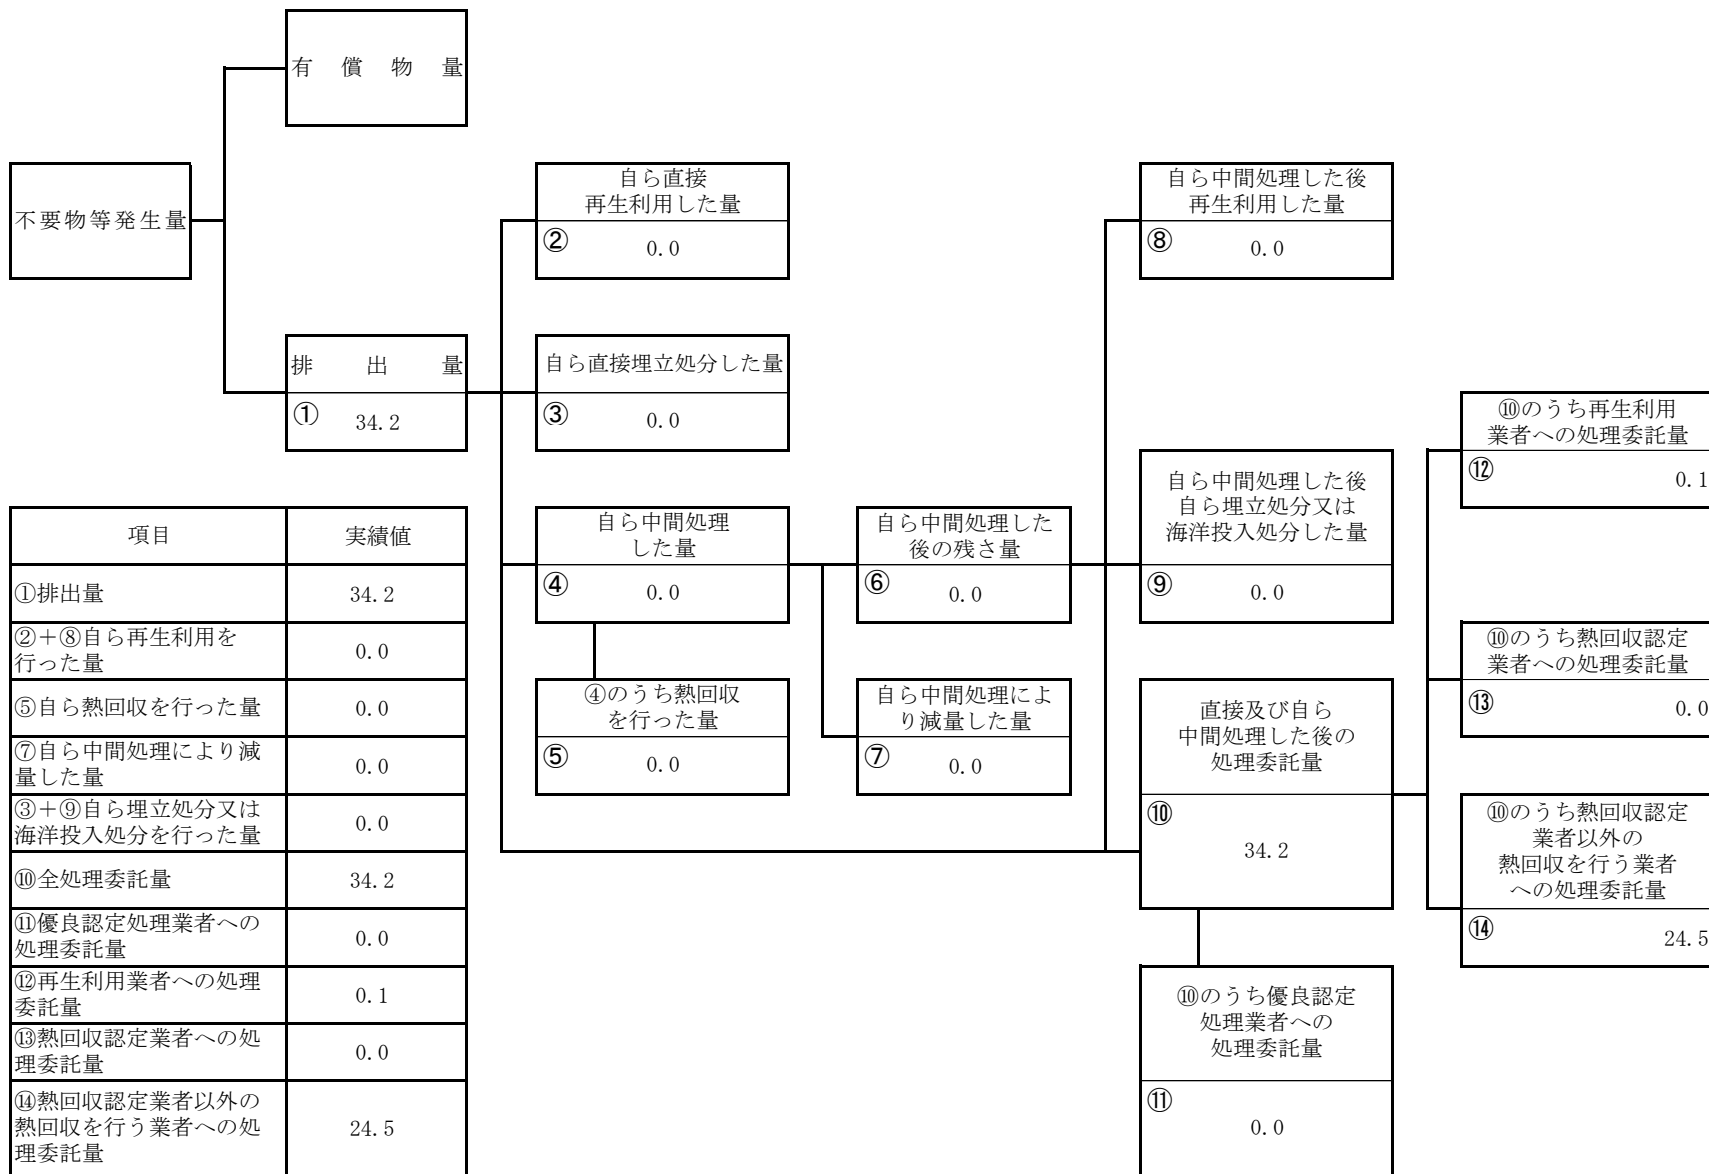 有償物量
不要物等発生量
自ら直接
再生利用した量
② 0.0
自ら中間処理した後
再生利用した量
⑧ 0.0
排出量
① 34.2
自ら直接埋立処分した量
③ 0.0
⑩のうち再生利用
業者への処理委託量
⑫ 0.1
自ら中間処理した後
自ら埋立処分又は
海洋投入処分した量
⑨ 0.0
自ら中間処理
した量
④ 0.0
自ら中間処理した
後の残さ量
⑥ 0.0
⑩のうち熱回収認定
業者への処理委託量
⑬ 0.0
④のうち熱回収
を行った量
⑤ 0.0
自ら中間処理によ
り減量した量
⑦ 0.0
直接及び自ら
中間処理した後の
処理委託量
⑩
34.2
⑩のうち熱回収認定
業者以外の
熱回収を行う業者
への処理委託量
⑭ 24.5
⑩のうち優良認定
処理業者への
処理委託量
⑪
0.0
項目 実績値
①排出量 34.2
②＋⑧自ら再生利用を
行った量 0.0
⑤自ら熱回収を行った量 0.0
⑦自ら中間処理により減
量した量 0.0
③＋⑨自ら埋立処分又は
海洋投入処分を行った量 0.0
⑩全処理委託量 34.2
⑪優良認定処理業者への
処理委託量 0.0
⑫再生利用業者への処理
委託量 0.1
⑬熱回収認定業者への処
理委託量 0.0
⑭熱回収認定業者以外の
熱回収を行う業者への処
理委託量 24.5